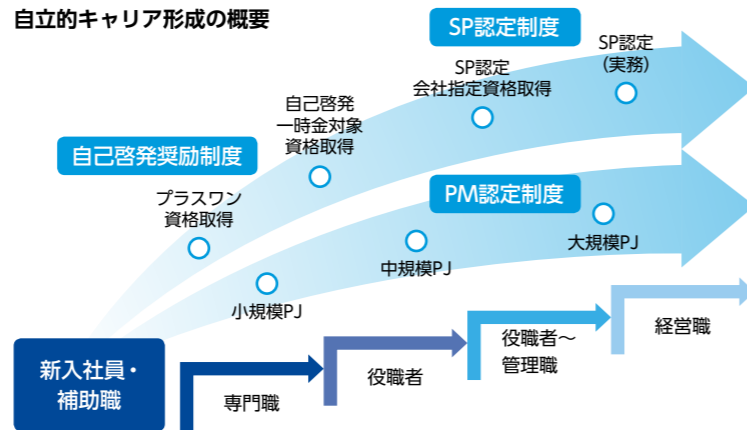 自立的キャリア形成の概要
SP認定制度
SP認定
(実務)
SP認定
会社指定資格取得
自己啓発
一時金対象
資格取得
自己啓発奨励制度
プラスワン
資格取得
PM認定制度
大規模PJ
中規模PJ
小規模PJ
新入社員・
補助職
専門職
役職者
役職者～
管理職
経営職